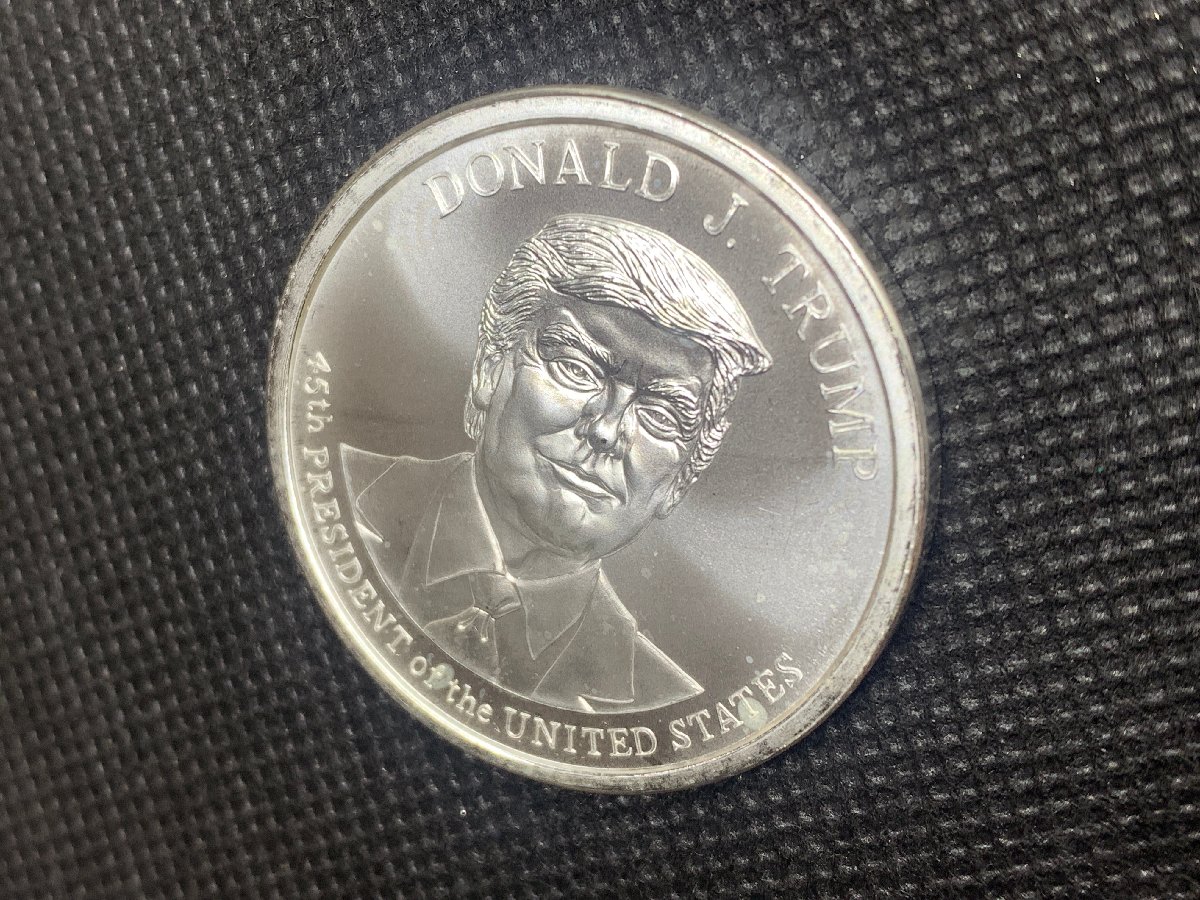 DONALD J. TRUMP
45th PRESIDENT of the UNITED STATES